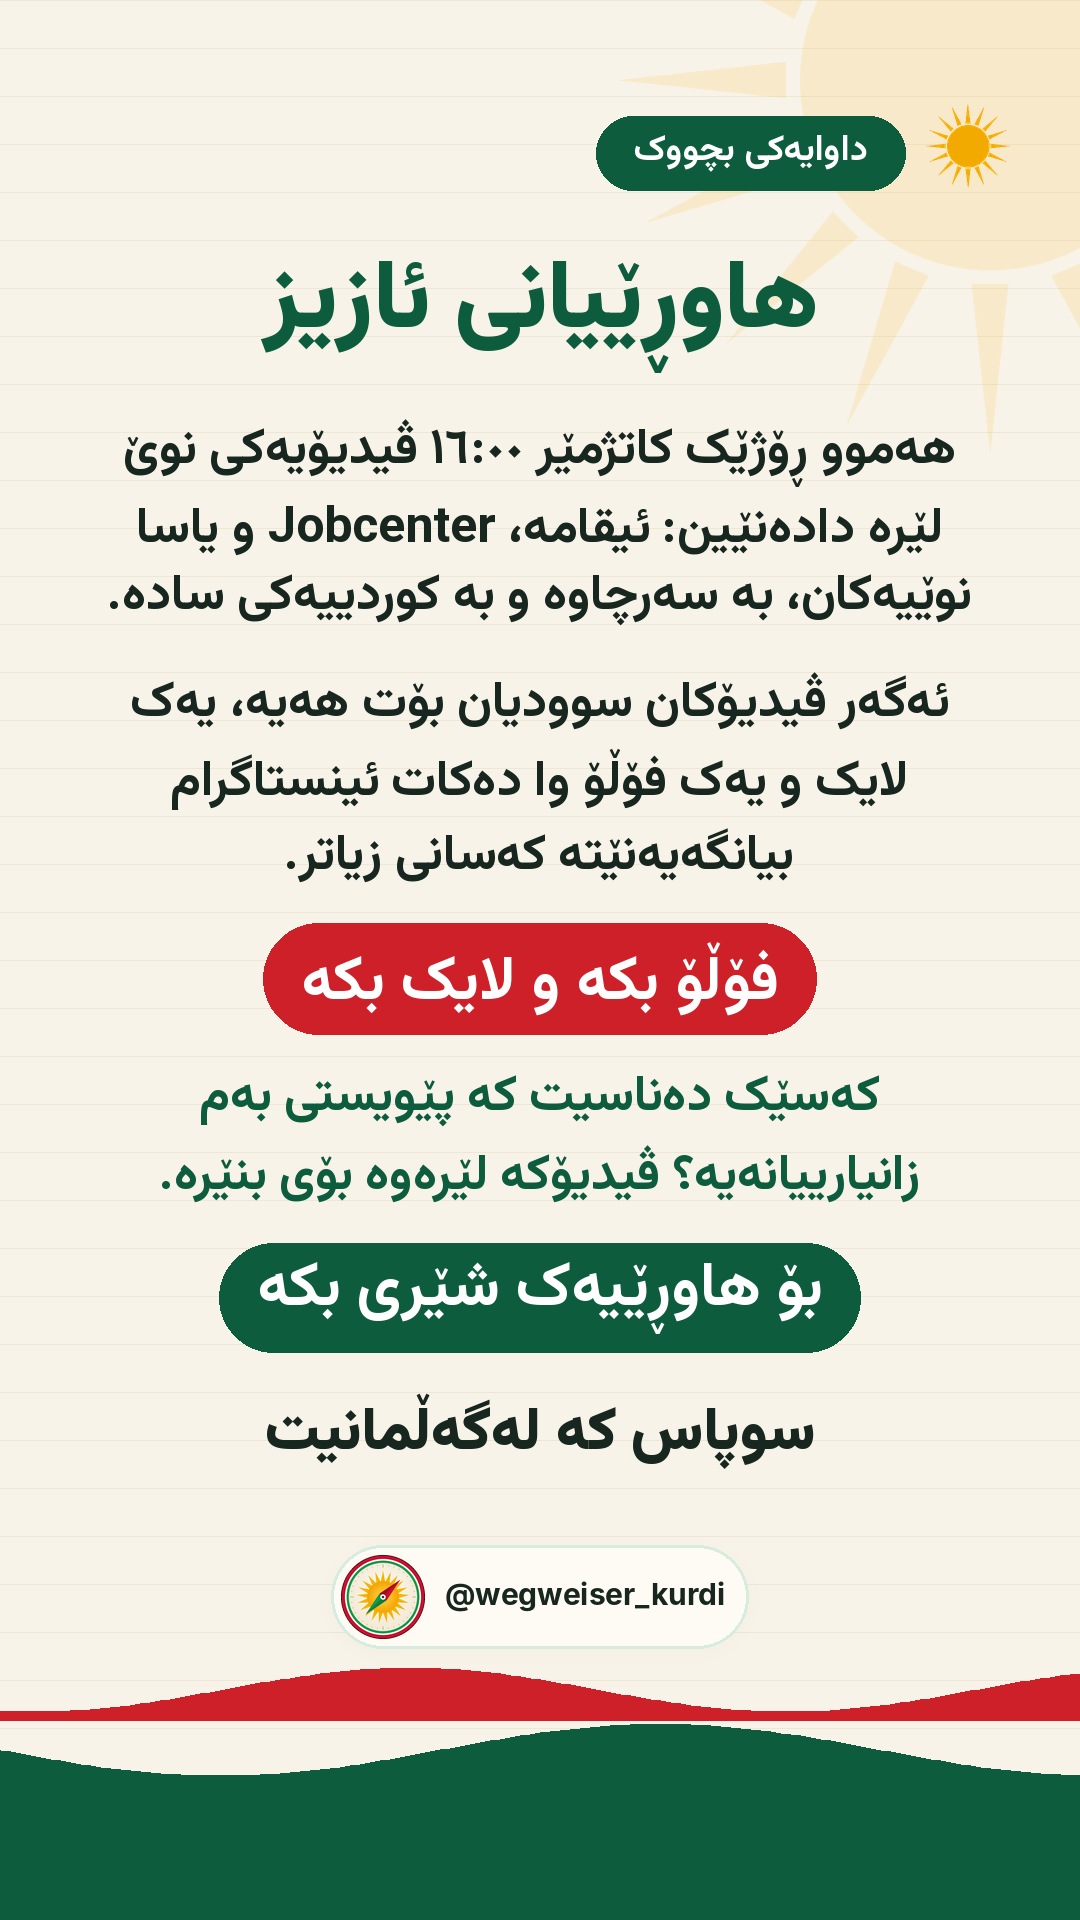 داوایەکی بچووک
هاوڕێیانی ئازیز
هەموو ڕۆژێک کاتژمێر ١٦:٠٠ ڤیدیۆیەکی نوێ
لێرە دادەنێین: ئیقامە، Jobcenter و یاسا
نوێیەکان، بە سەرچاوە و بە کوردییەکی سادە.
ئەگەر ڤیدیۆکان سوودیان بۆت هەیە، یەک
لایک و یەک فۆڵۆ وا دەکات ئینستاگرام
بیانگەیەنێتە کەسانی زیاتر.
فۆڵۆ بکە و لایک بکە
کەسێک دەناسیت کە پێویستی بەم
زانیارییانەیە؟ ڤیدیۆکە لێرەوە بۆی بنێرە.
بۆ هاوڕێیەک شێری بکە
سوپاس کە لەگەڵمانیت
@wegweiser_kurdi